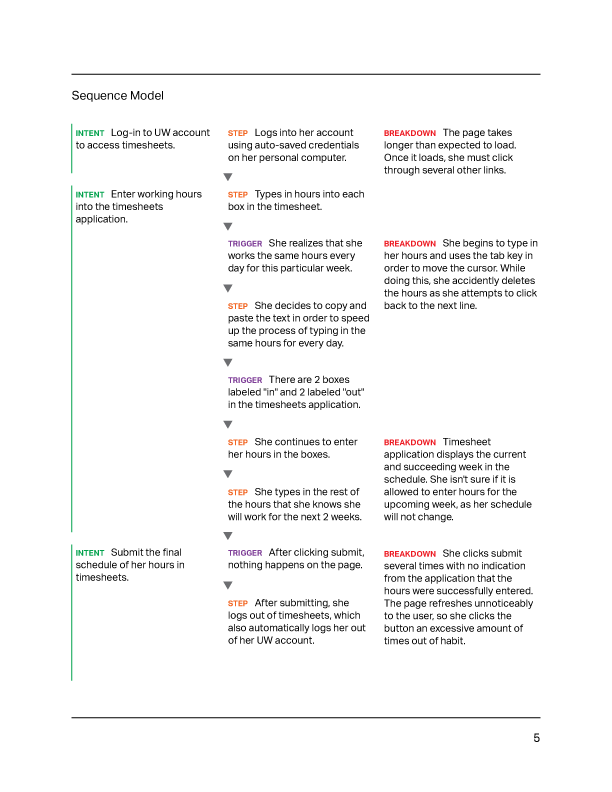 Sequence Model
INTENT Log-in to UW account
to access timesheets.
STEP Logs into her account
using auto-saved credentials
on her personal computer.
BREAKDOWN The page takes
longer than expected to load.
Once it loads, she must click
through several other links.
INTENT Enter working hours
into the timesheets
application.
STEP Types in hours into each
box in the timesheet.
TRIGGER She realizes that she
works the same hours every
day for this particular week.
BREAKDOWN She begins to type in
her hours and uses the tab key in
order to move the cursor. While
doing this, she accidently deletes
the hours as she attempts to click
back to the next line.
STEP She decides to copy and
paste the text in order to speed
up the process of typing in the
same hours for every day.
TRIGGER There are 2 boxes
labeled "in" and 2 labeled "out"
in the timesheets application.
STEP She continues to enter
her hours in the boxes.
BREAKDOWN Timesheet
application displays the current
and succeeding week in the
schedule. She isn't sure if it is
allowed to enter hours for the
upcoming week, as her schedule
will not change.
STEP She types in the rest of
the hours that she knows she
will work for the next 2 weeks.
INTENT Submit the final
schedule of her hours in
timesheets.
TRIGGER After clicking submit,
nothing happens on the page.
BREAKDOWN She clicks submit
several times with no indication
from the application that the
hours were successfully entered.
The page refreshes unnoticeably
to the user, so she clicks the
button an excessive amount of
times out of habit.
STEP After submitting, she
logs out of timesheets, which
also automatically logs her out
of her UW account.
5